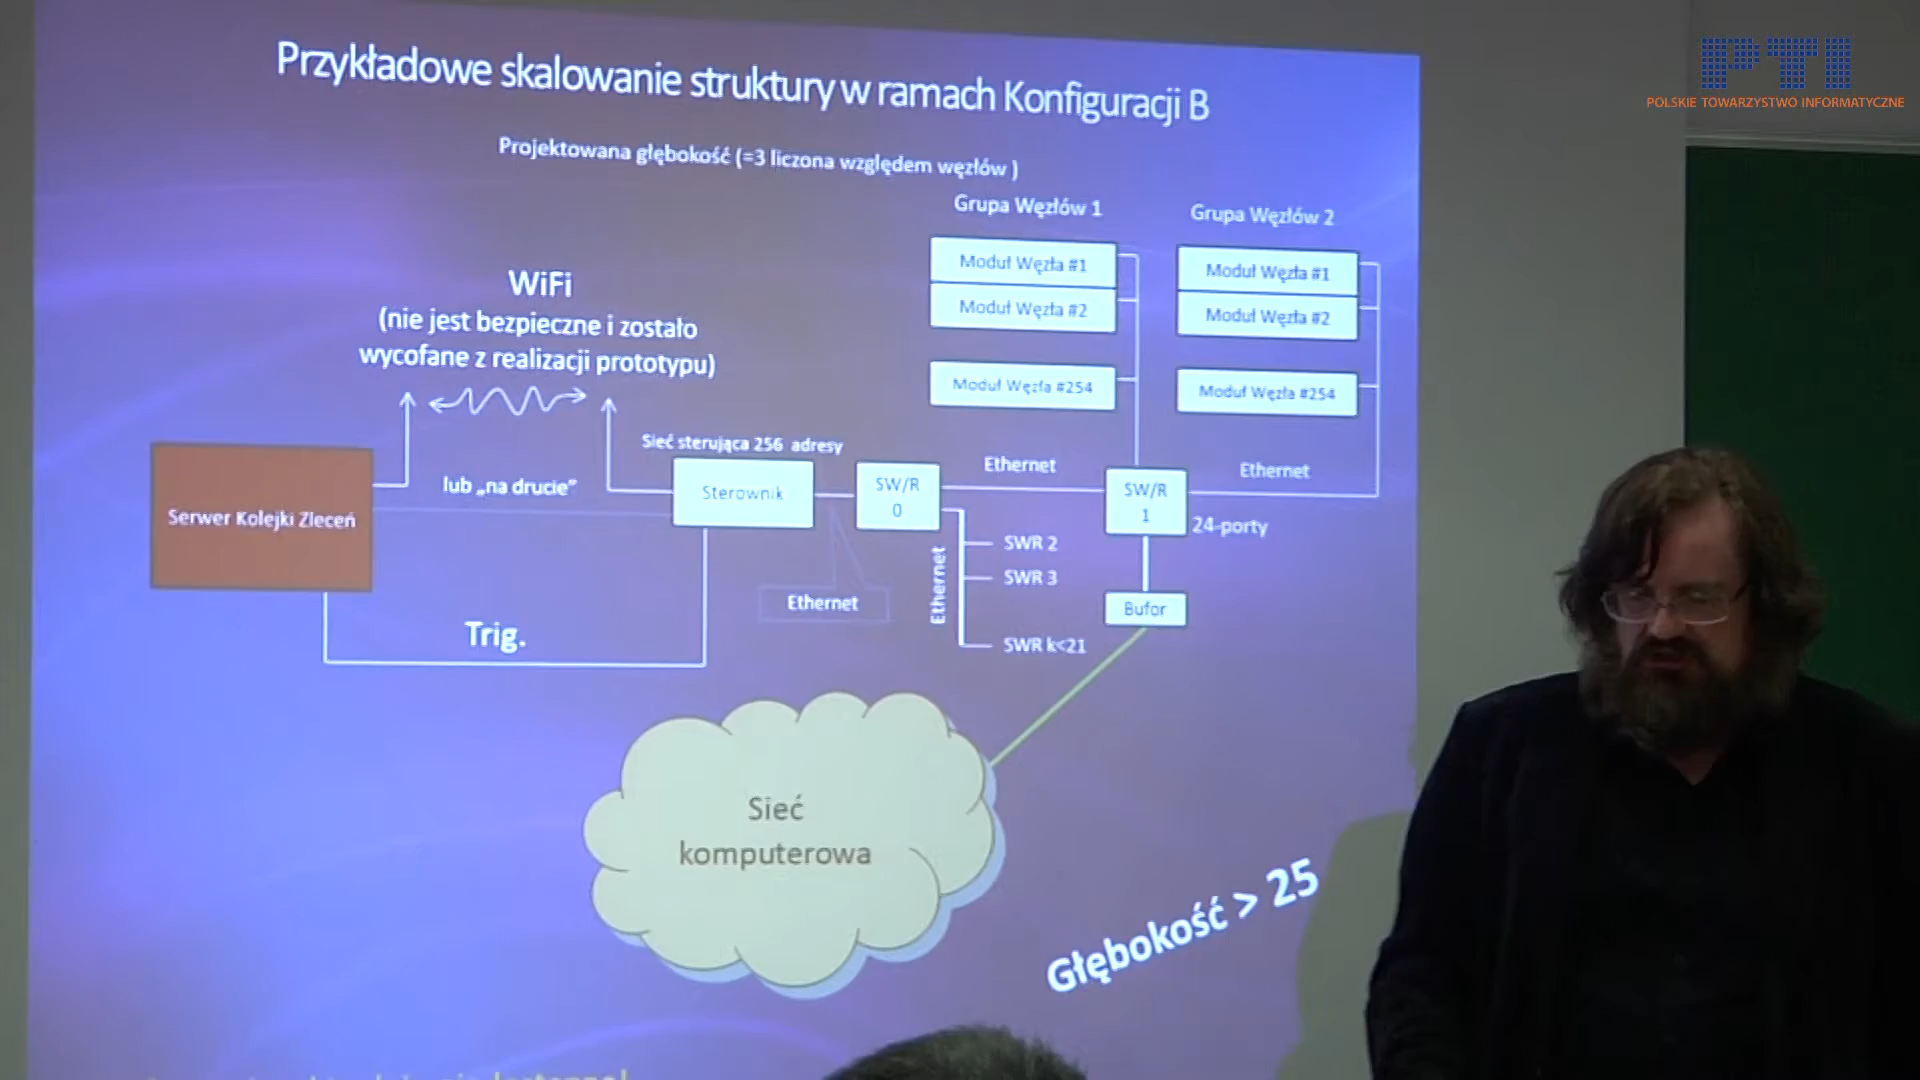 PTI
POLSKIE TOWARZYSTWO INFORMATYCZNE
Przykładowe skalowanie struktury w ramach Konfiguracji B
Projektowana głębokość (=3 liczona względem węzłów )
Grupa Węzłów 1
Grupa Węzłów 2
Moduł Węzła #1
Moduł Węzła #2
Moduł Węzła #254
Moduł Węzła #1
Moduł Węzła #2
Moduł Węzła #254
WiFi
(nie jest bezpieczne i zostało
wycofane z realizacji prototypu)
Sieć sterująca 256 adresy
Serwer Kolejki Zleceń
lub „na drucie”
Sterownik
SW/R
0
Ethernet
SW/R
1
Ethernet
24-porty
Ethernet
Ethernet
SWR 2
SWR 3
SWR k<21
Bufor
Trig.
Sieć
komputerowa
Głębokość > 25